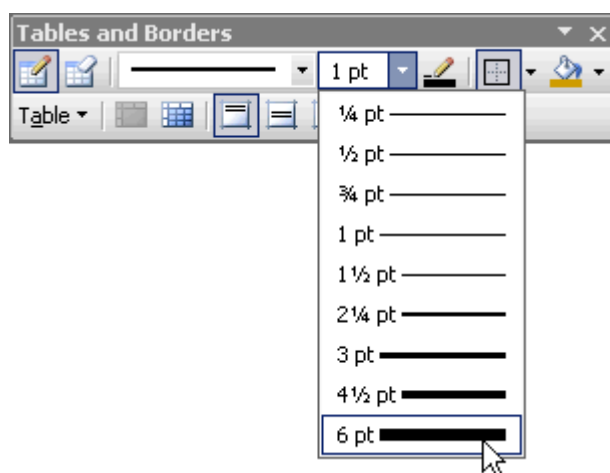 Tables and Borders
1 pt
Table
¼ pt
½ pt
¾ pt
1 pt
1½ pt
2¼ pt
3 pt
4½ pt
6 pt